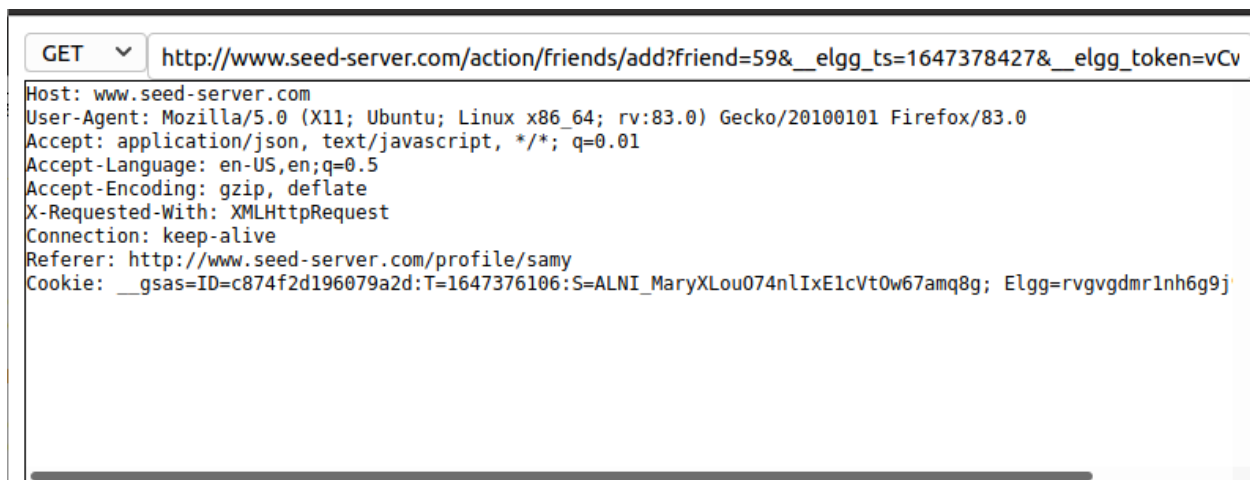 GET http://www.seed-server.com/action/friends/add?friend=59&__elgg_ts=1647378427&__elgg_token=vCv
Host: www.seed-server.com
User-Agent: Mozilla/5.0 (X11; Ubuntu; Linux x86_64; rv:83.0) Gecko/20100101 Firefox/83.0
Accept: application/json, text/javascript, */*; q=0.01
Accept-Language: en-US,en;q=0.5
Accept-Encoding: gzip, deflate
X-Requested-With: XMLHttpRequest
Connection: keep-alive
Referer: http://www.seed-server.com/profile/samy
Cookie: __gsas=ID=c874f2d196079a2d:T=1647376106:S=ALNI_MaryXLouO74nlIxE1cVtOw67amq8g; Elgg=rvgvgdmr1nh6g9j